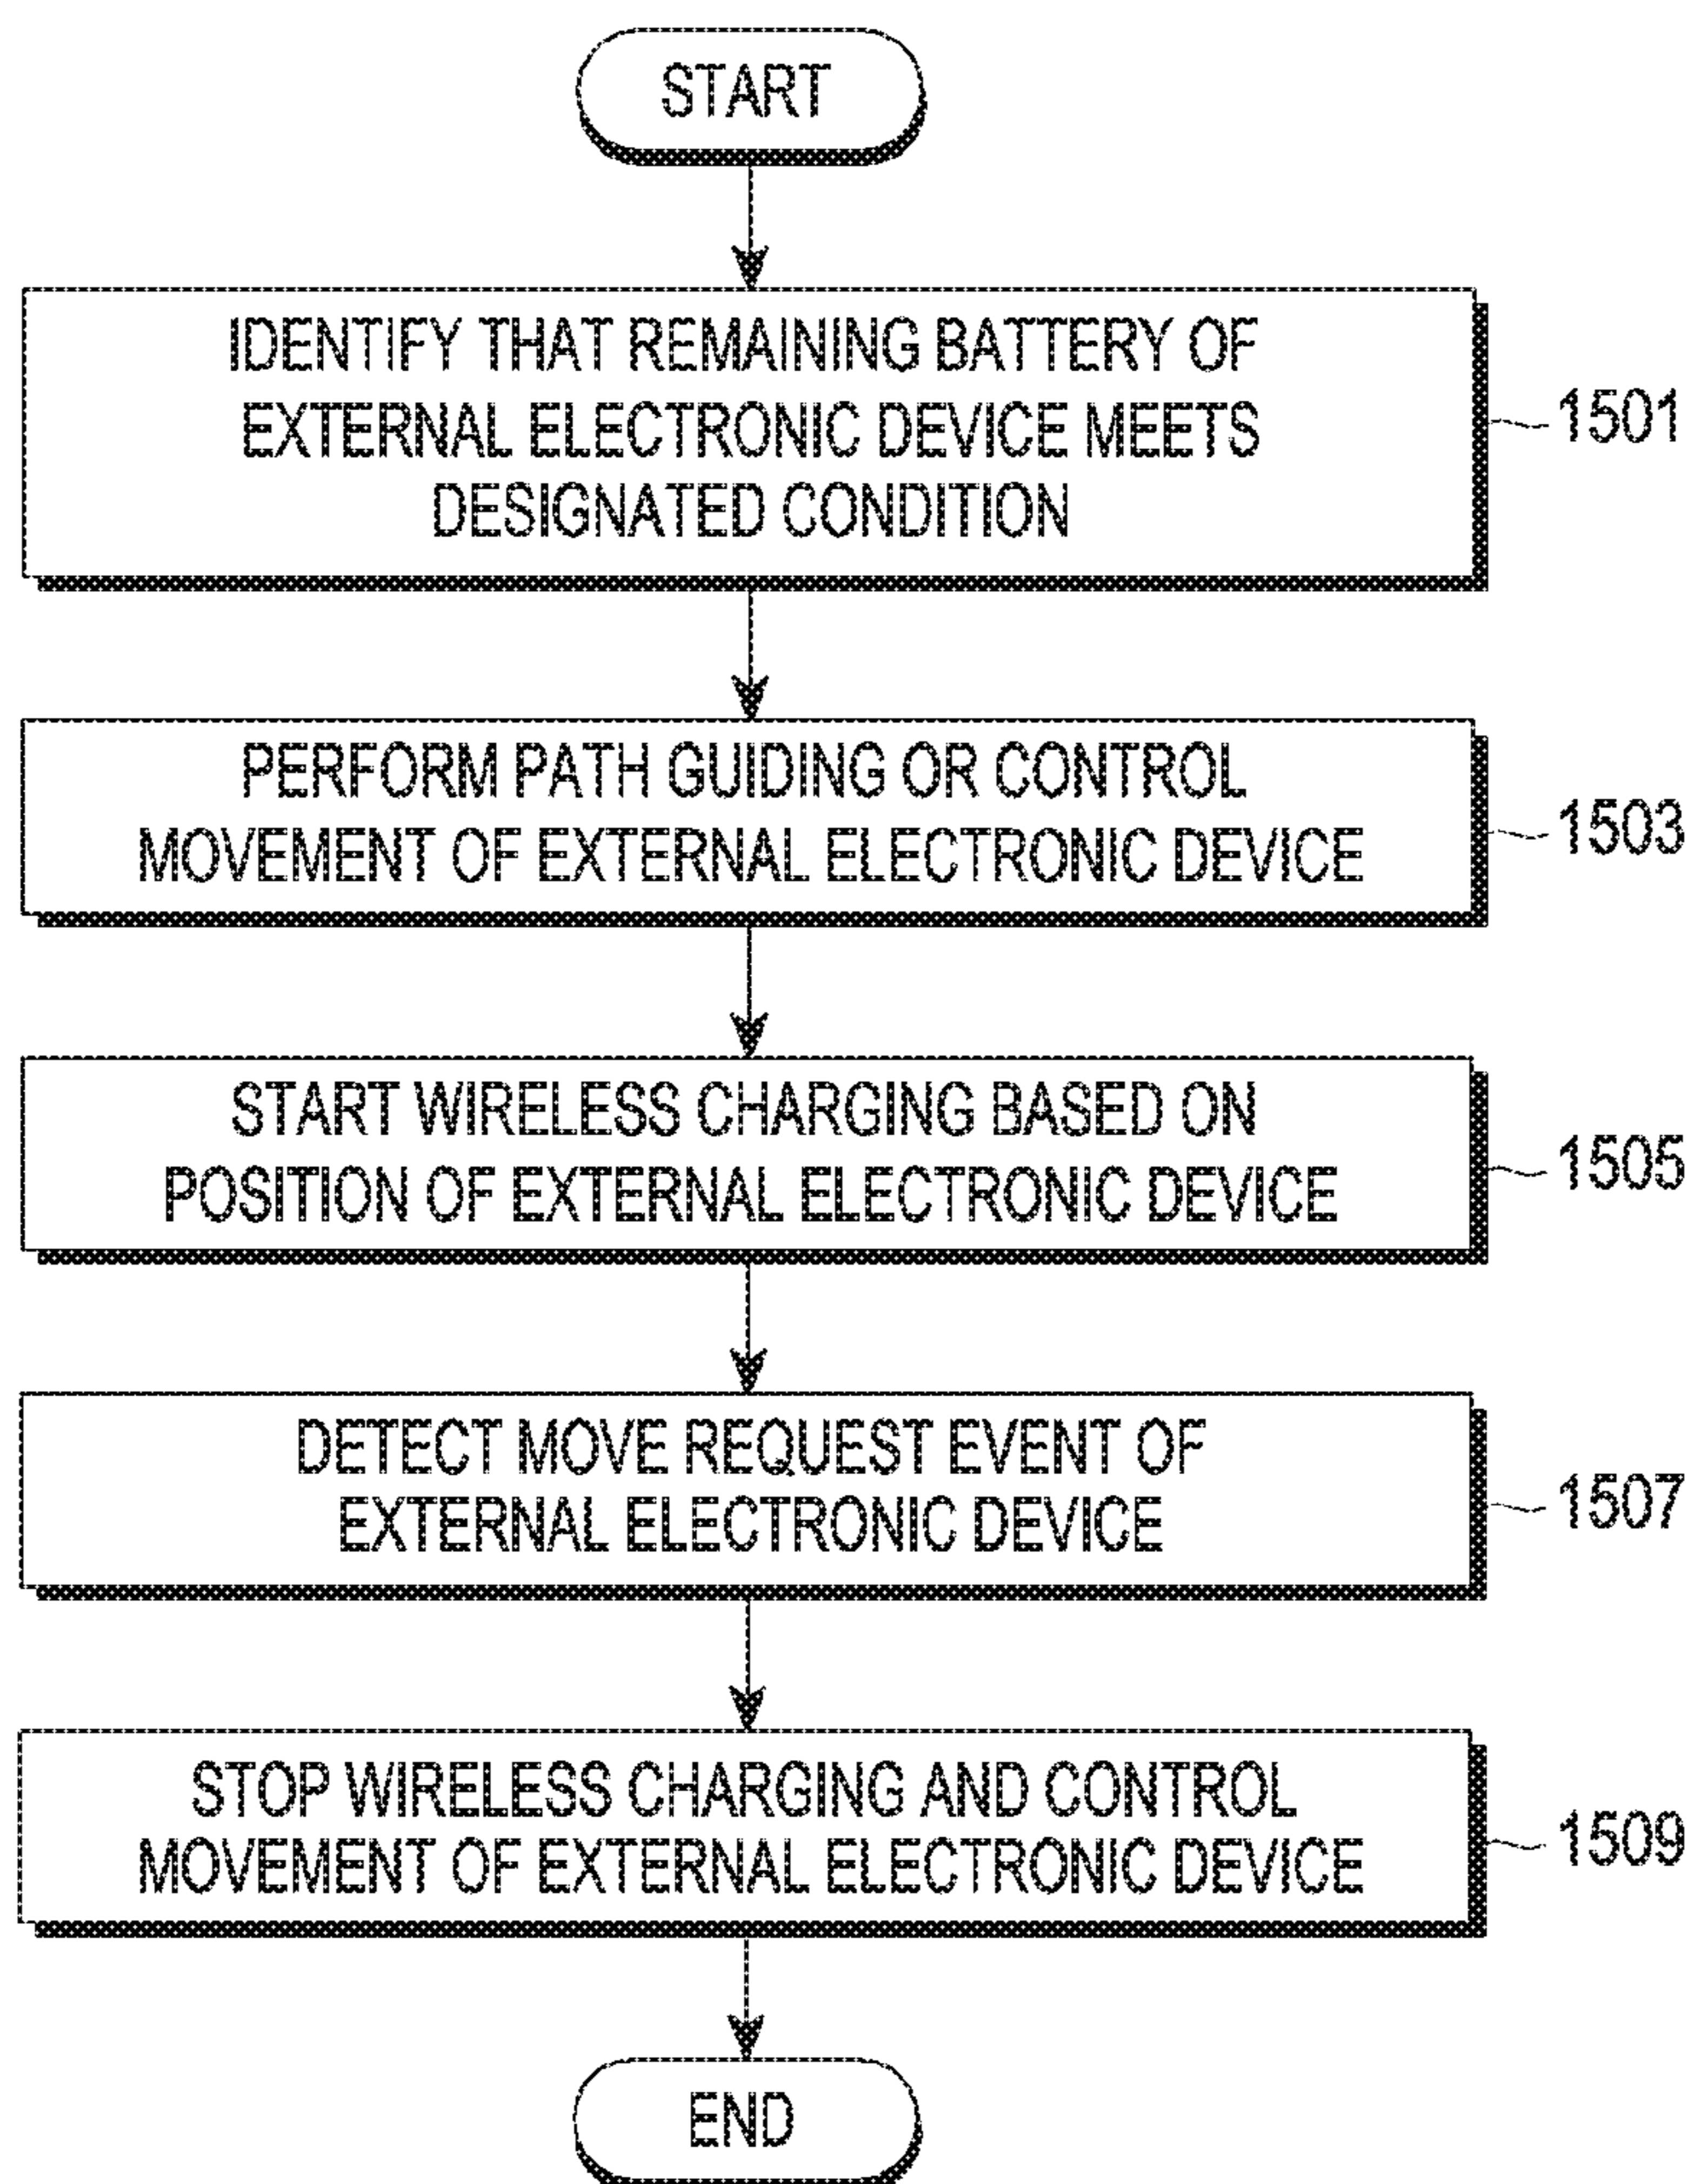 START
IDENTIFY THAT REMAINING BATTERY OF
EXTERNAL ELECTRONIC DEVICE MEETS
DESIGNATED CONDITION
1501
PERFORM PATH GUIDING OR CONTROL
MOVEMENT OF EXTERNAL ELECTRONIC DEVICE
1503
START WIRELESS CHARGING BASED ON
POSITION OF EXTERNAL ELECTRONIC DEVICE
1505
DETECT MOVE REQUEST EVENT OF
EXTERNAL ELECTRONIC DEVICE
1507
STOP WIRELESS CHARGING AND CONTROL
MOVEMENT OF EXTERNAL ELECTRONIC DEVICE
1509
END